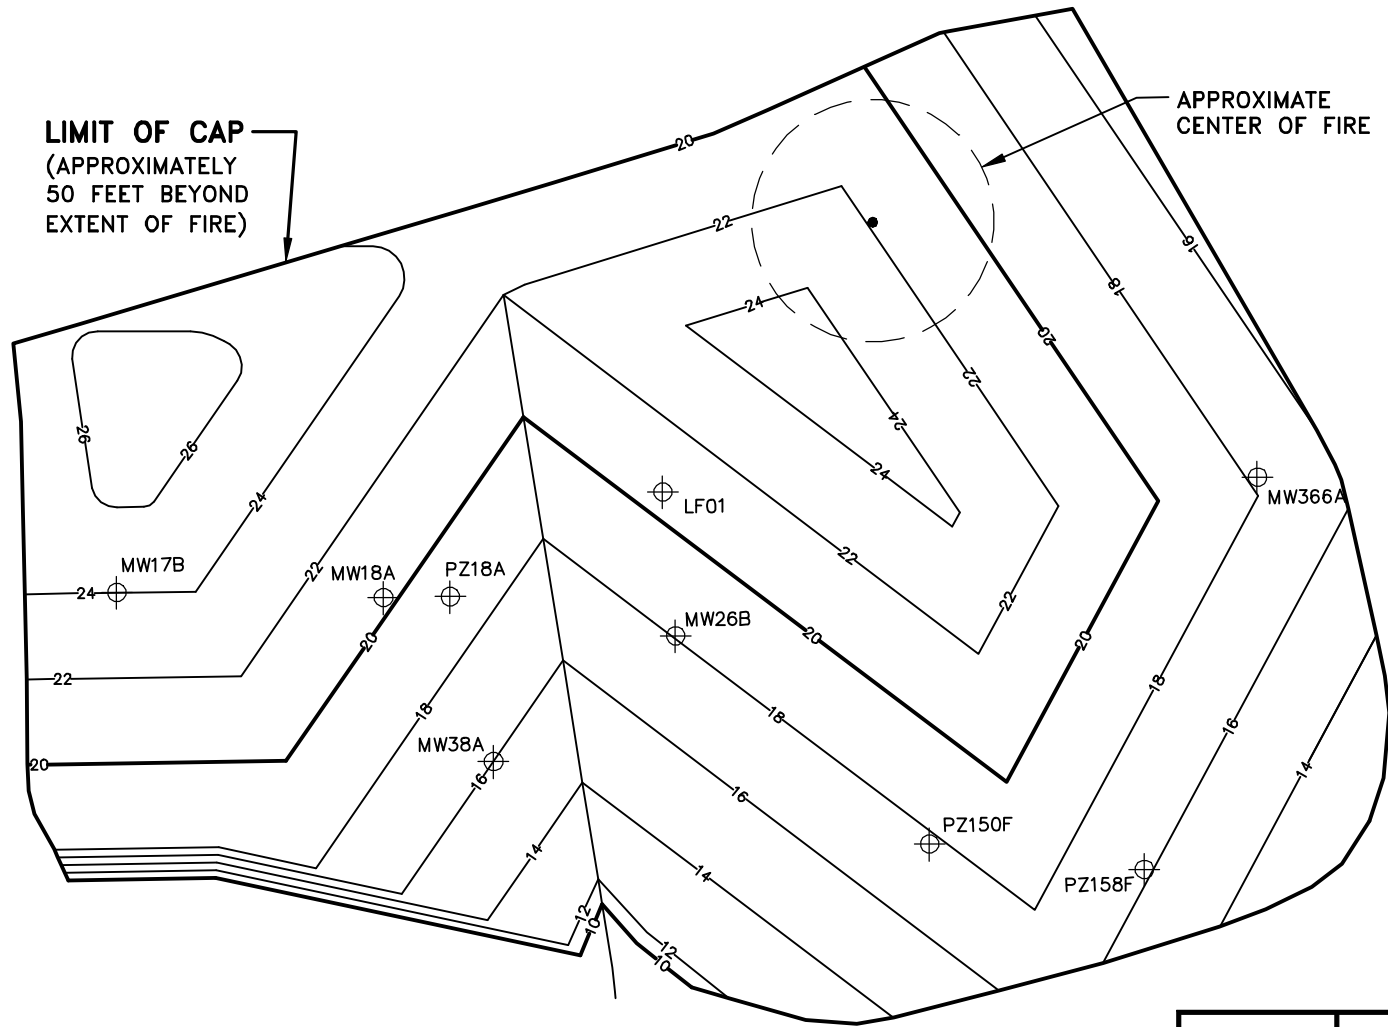 LIMIT OF CAP
(APPROXIMATELY
50 FEET BEYOND
EXTENT OF FIRE)
APPROXIMATE
CENTER OF FIRE
20
22
24
16
18
20
22
24
24
22
26
26
24
22
20
20
22
LF01
MW366A
MW17B
24
MW18A
PZ18A
MW26B
22
20
18
18
18
16
14
16
14
12
10
12
10
16
14
MW38A
PZ150F
PZ158F
22
20